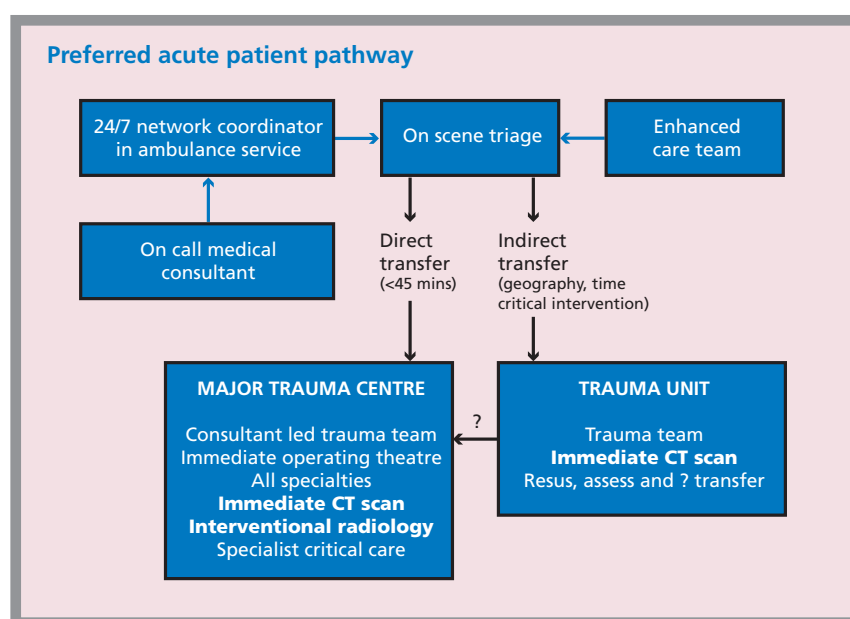 Preferred acute patient pathway
24/7 network coordinator
in ambulance service
On scene triage
Enhanced
care team
On call medical
consultant
Direct
transfer
(<45 mins)
Indirect
transfer
(geography, time
critical intervention)
MAJOR TRAUMA CENTRE
Consultant led trauma team
Immediate operating theatre
All specialties
Immediate CT scan
Interventional radiology
Specialist critical care
?
TRAUMA UNIT
Trauma team
Immediate CT scan
Resus, assess and ? transfer